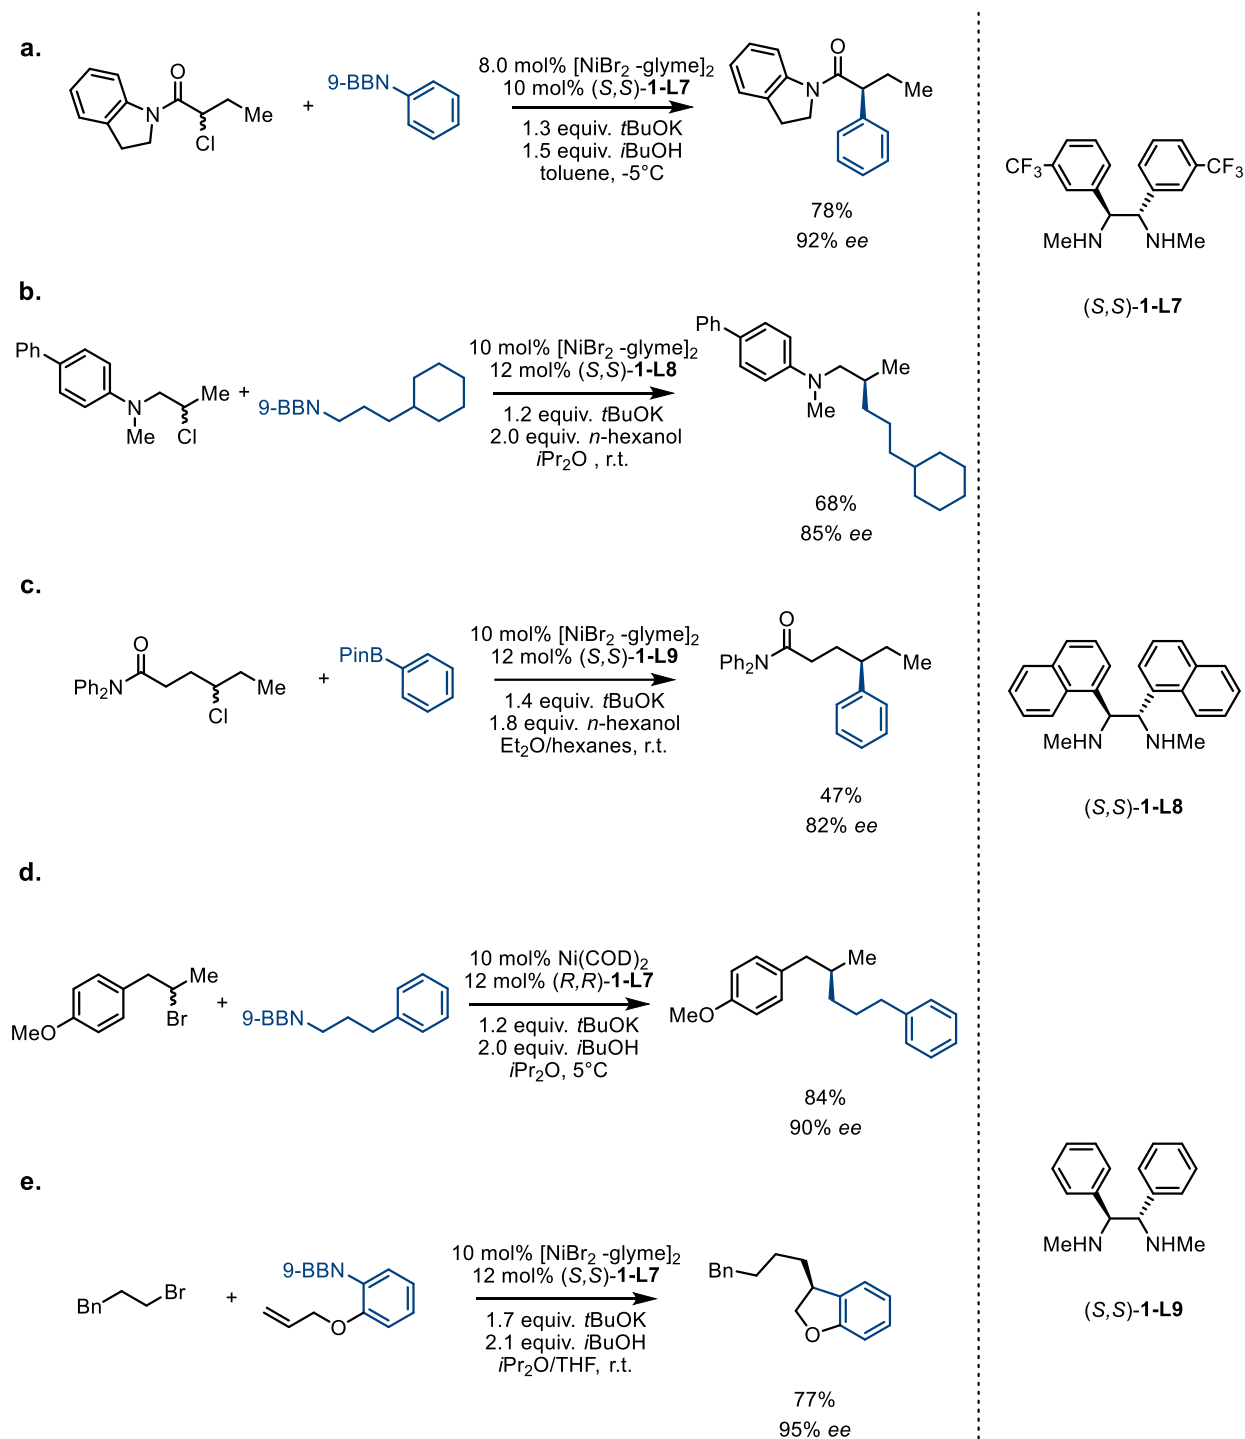 a.
O
N
Cl
Me
+
9-BBN
8.0 mol% [NiBr2 -glyme]2
10 mol% (S,S)-1-L7
1.3 equiv. tBuOK
1.5 equiv. iBuOH
toluene, -5°C
O
N
Me
78%
92% ee
CF3
CF3
MeHN
NHMe
(S,S)-1-L7
b.
Ph
N
Me
Cl
Me
+
9-BBN
10 mol% [NiBr2 -glyme]2
12 mol% (S,S)-1-L8
1.2 equiv. tBuOK
2.0 equiv. n-hexanol
iPr2O , r.t.
Ph
N
Me
Me
68%
85% ee
c.
O
Ph2N
Cl
Me
+
PinB
10 mol% [NiBr2 -glyme]2
12 mol% (S,S)-1-L9
1.4 equiv. tBuOK
1.8 equiv. n-hexanol
Et2O/hexanes, r.t.
O
Ph2N
Me
47%
82% ee
MeHN
NHMe
(S,S)-1-L8
d.
MeO
Me
Br
+
9-BBN
10 mol% Ni(COD)2
12 mol% (R,R)-1-L7
1.2 equiv. tBuOK
2.0 equiv. iBuOH
iPr2O, 5°C
MeO
Me
84%
90% ee
e.
Bn
Br
+
9-BBN
O
10 mol% [NiBr2 -glyme]2
12 mol% (S,S)-1-L7
1.7 equiv. tBuOK
2.1 equiv. iBuOH
iPr2O/THF, r.t.
Bn
O
77%
95% ee
MeHN
NHMe
(S,S)-1-L9